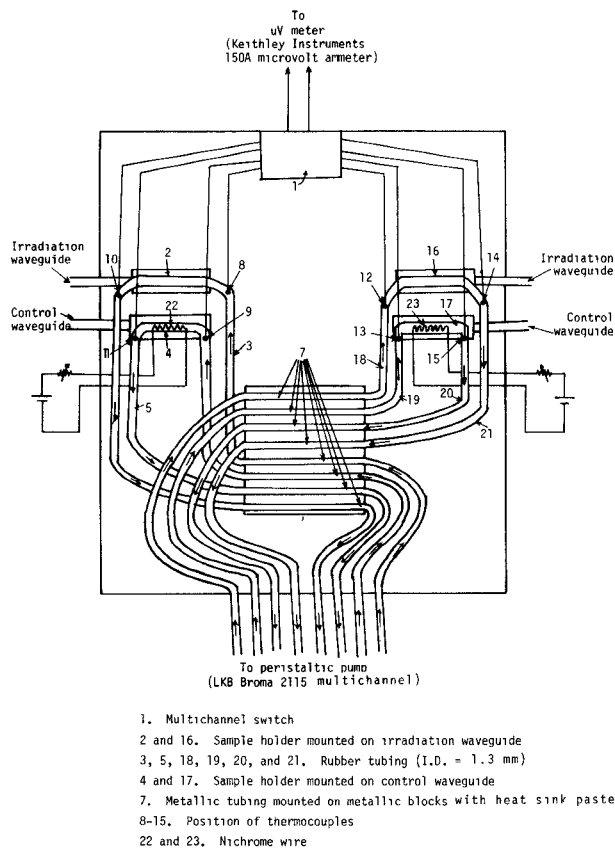 To
uV meter
(Keithley Instruments
150A microvolt ammeter)
1
Irradiation
waveguide
10
2
8
12
16
14
Irradiation
waveguide
Control
waveguide
22
9
23
17
Control
waveguide
11
4
3
7
13
15
18
5
19
20
21
To peristaltic pump
(LKB Broma 2115 multichannel)
1. Multichannel switch
2 and 16. Sample holder mounted on irradiation waveguide
3, 5, 18, 19, 20, and 21. Rubber tubing (I.D. = 1.3 mm)
4 and 17. Sample holder mounted on control waveguide
7. Metallic tubing mounted on metallic blocks with heat sink paste
8-15. Position of thermocouples
22 and 23. Nichrome wire